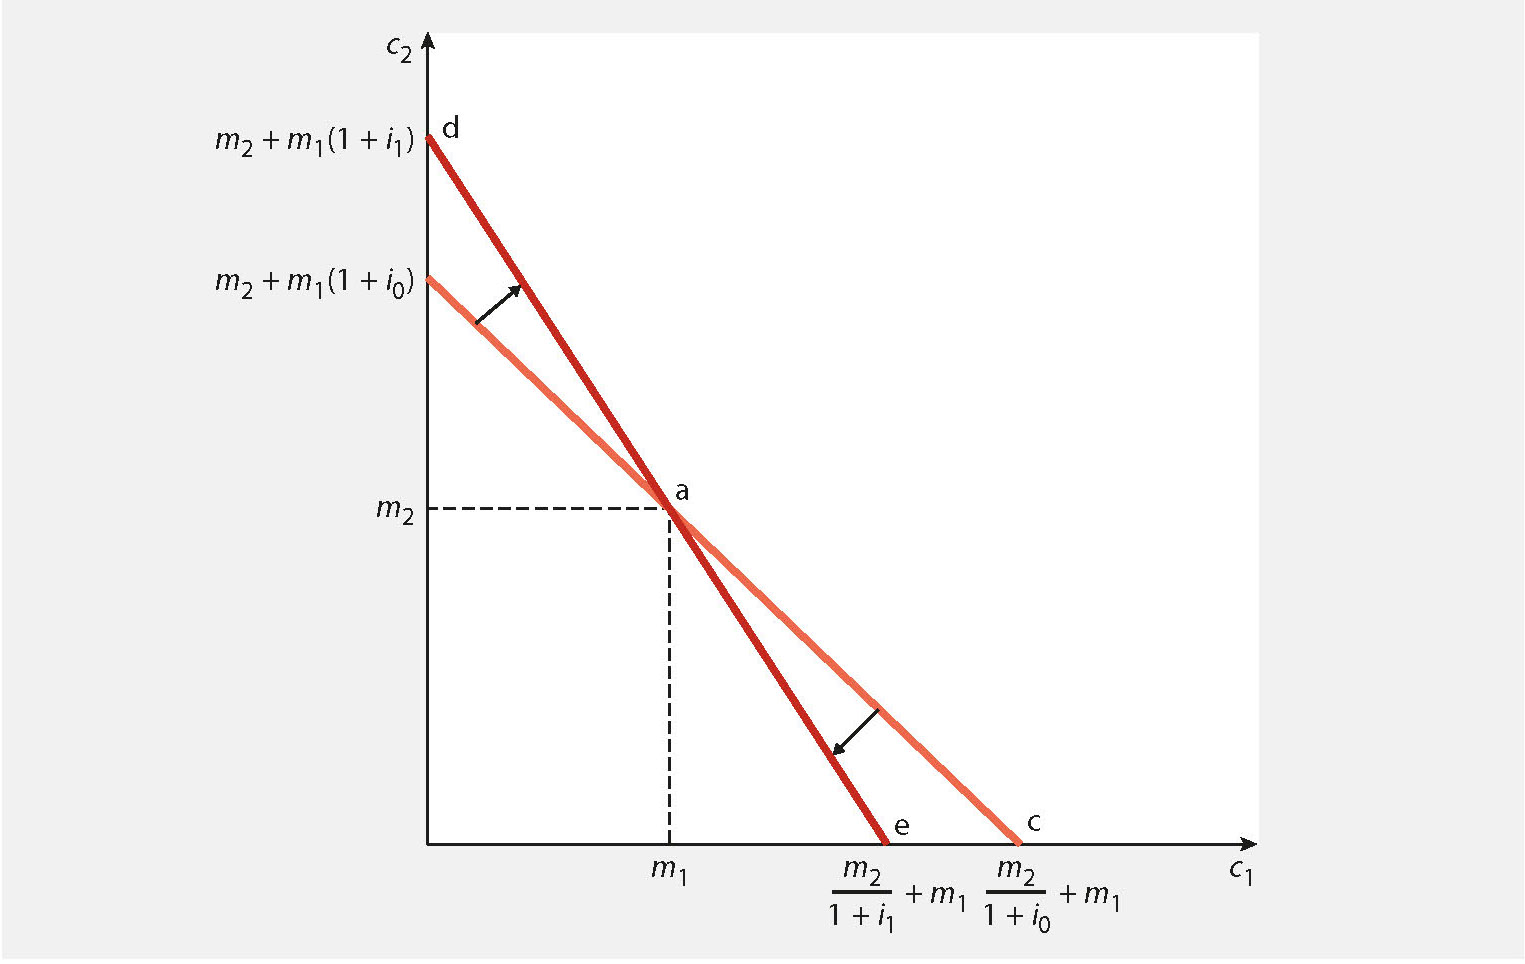 c₂
m₂ + m₁(1 + i₁)
d
m₂ + m₁(1 + i₀)
a
m₂
e
c
m₁
m₂/(1 + i₁) + m₁
m₂/(1 + i₀) + m₁
c₁